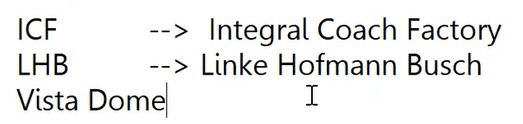 ICF --> Integral Coach Factory
LHB --> Linke Hofmann Busch
Vista Dome